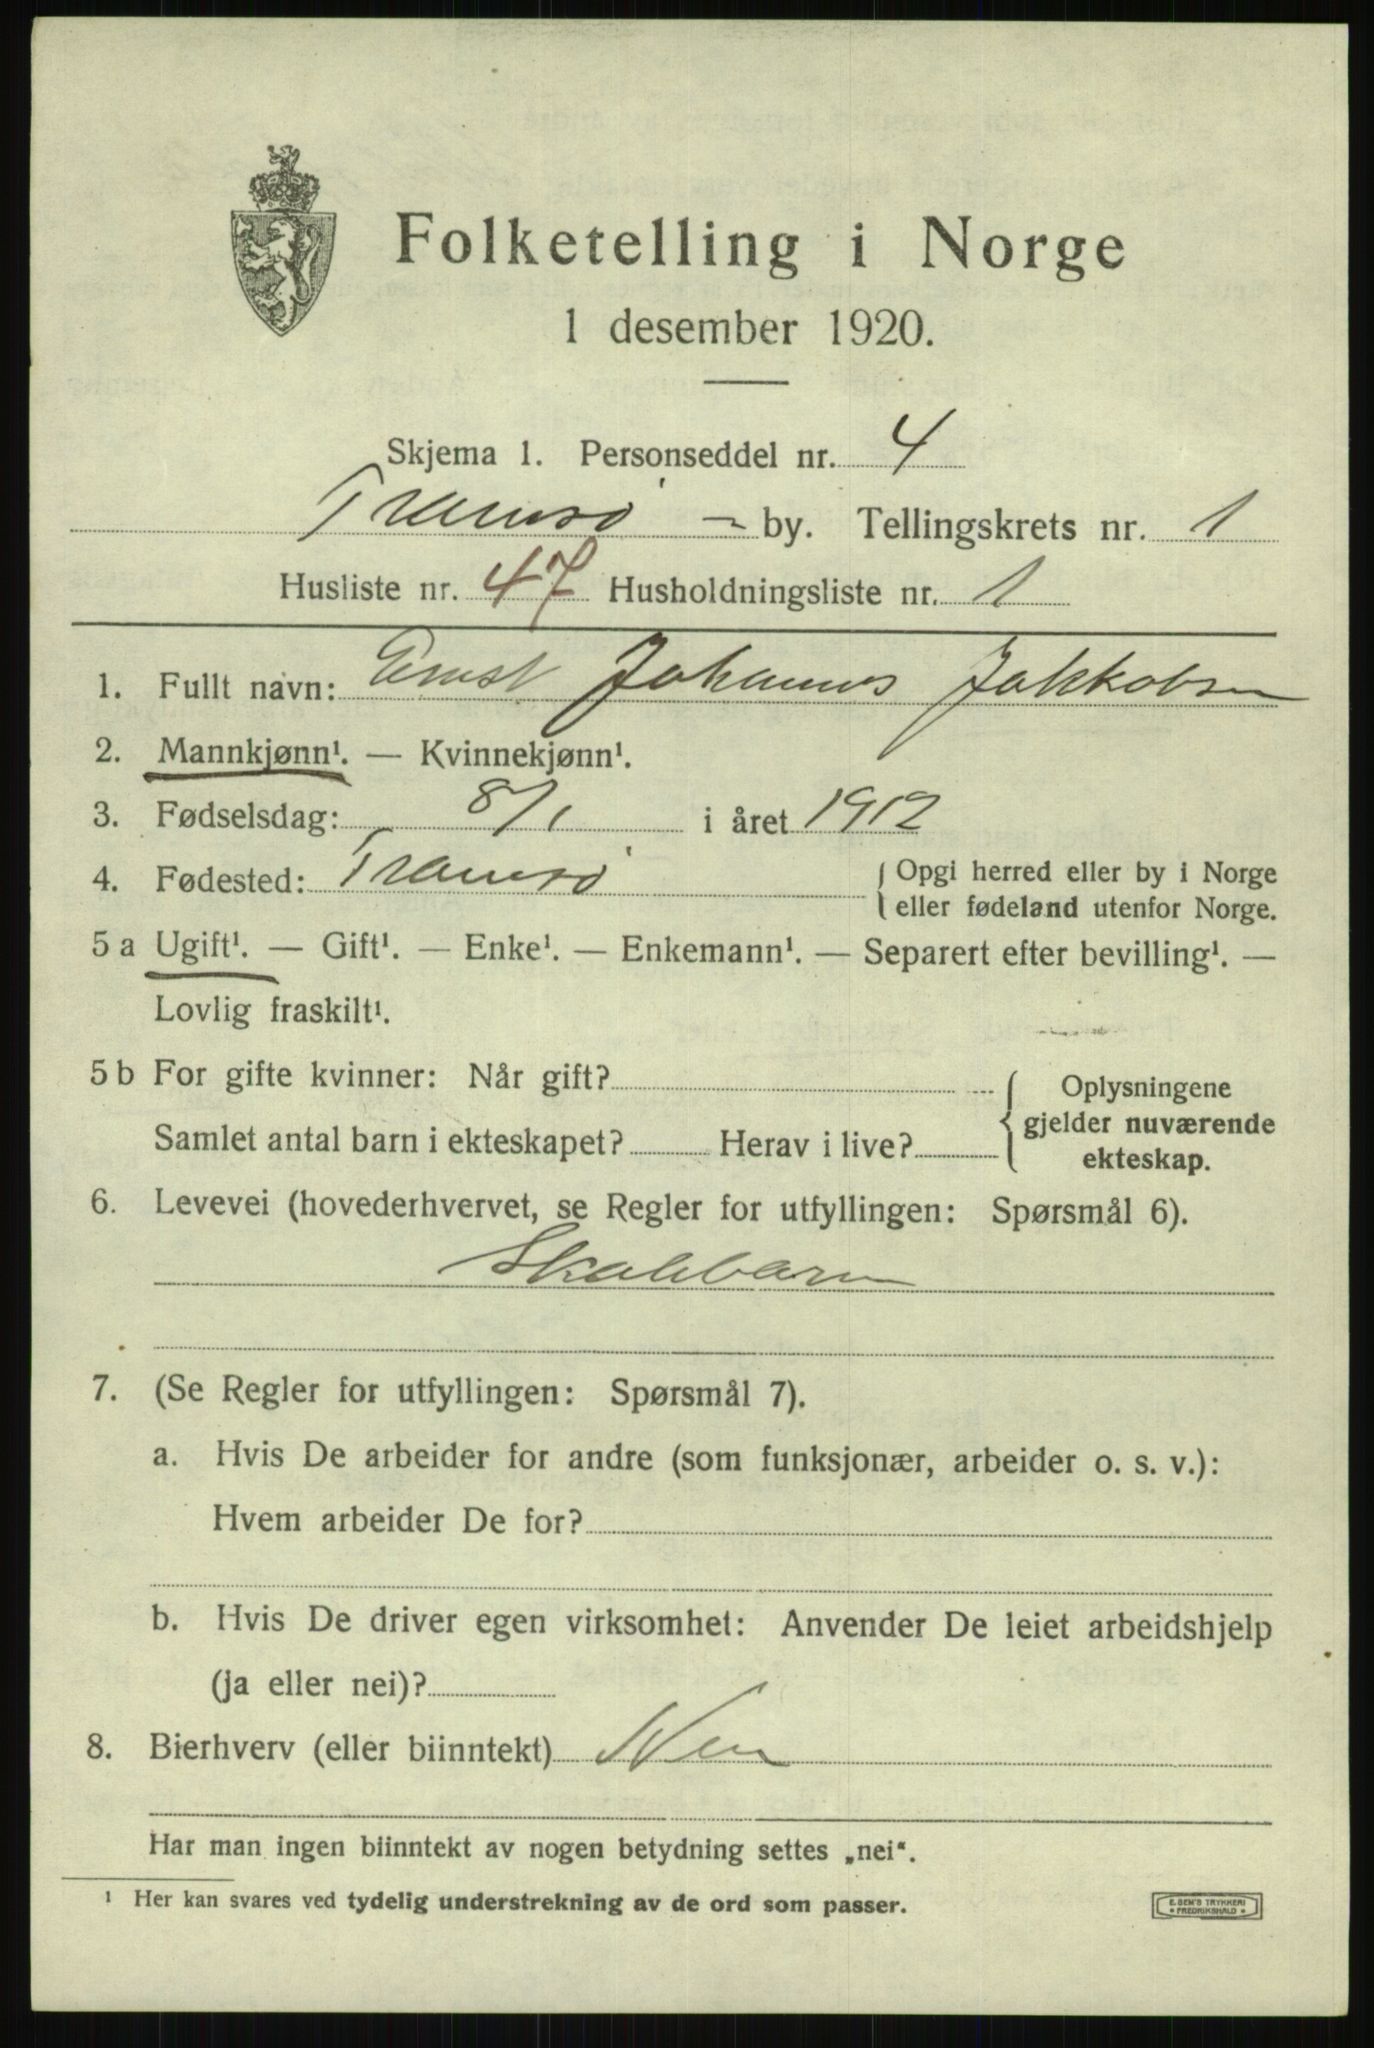 Folketelling i Norge
1 desember 1920.
Skjema 1. Personseddel nr. 4
Tromsø by. Tellingskrets nr. 1
Husliste nr. 47 Husholdningsliste nr. 1
1. Fullt navn: Ernst Johannes Jakkobsen
2. Mannkjønn¹. — Kvinnekjønn¹.
3. Fødselsdag: 8/1 i året 1912
4. Fødested: Tromsø { Opgi herred eller by i Norge
eller fødeland utenfor Norge.
5 a Ugift¹. — Gift¹. — Enke¹. — Enkemann¹. — Separert efter bevilling¹. —
Lovlig fraskilt¹.
5 b For gifte kvinner: Når gift?
Samlet antal barn i ekteskapet? Herav i live?
{ Oplysningene
gjelder nuværende
ekteskap.
6. Levevei (hovederhvervet, se Regler for utfyllingen: Spørsmål 6).
Skolebarn
7. (Se Regler for utfyllingen: Spørsmål 7).
a. Hvis De arbeider for andre (som funksjonær, arbeider o. s. v.):
Hvem arbeider De for?
b. Hvis De driver egen virksomhet: Anvender De leiet arbeidshjelp
(ja eller nei)?
8. Bierhverv (eller biinntekt) Nei
Har man ingen biinntekt av nogen betydning settes „nei“.
¹ Her kan svares ved tydelig understrekning av de ord som passer.
E. SEM'S TRYKKERI
• FREDRIKSHALD •